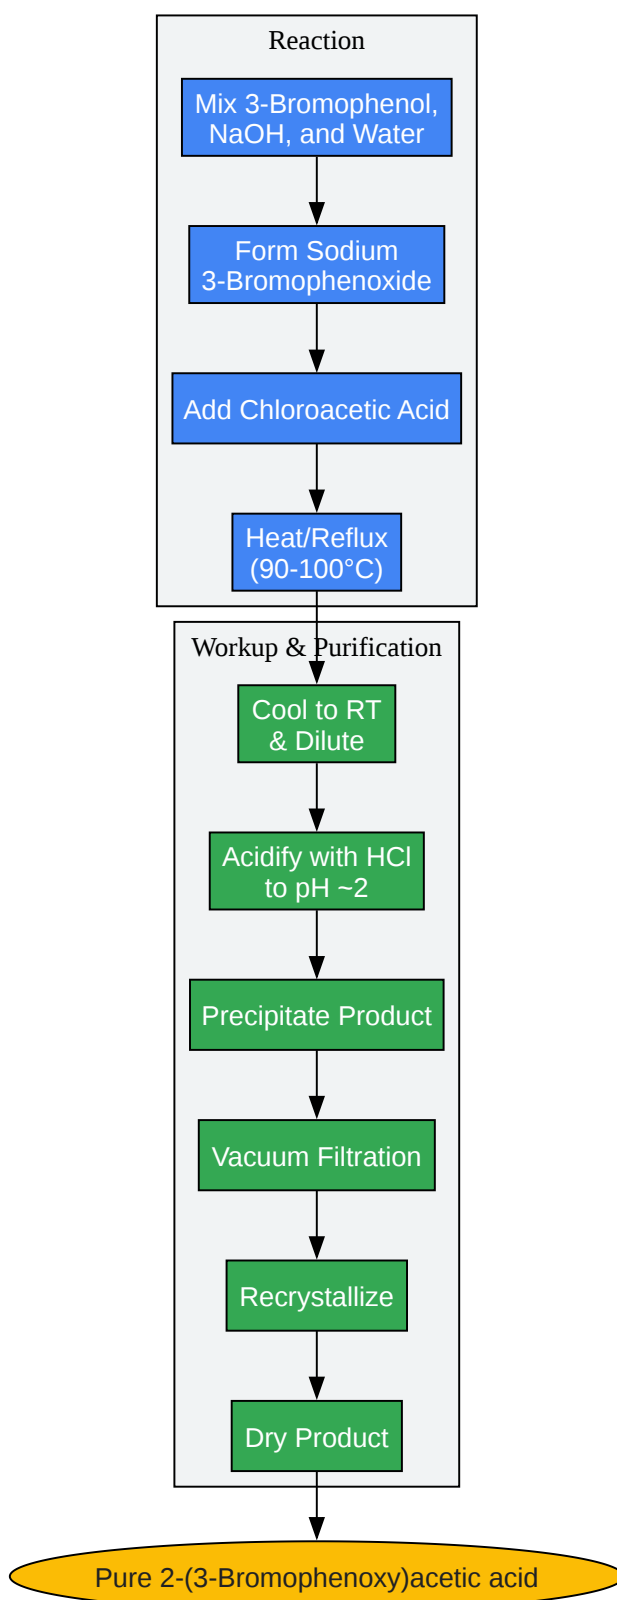 Reaction
Mix 3-Bromophenol,
NaOH, and Water
Form Sodium
3-Bromophenoxide
Add Chloroacetic Acid
Heat/Reflux
(90-100°C)
Workup & Purification
Cool to RT
& Dilute
Acidify with HCl
to pH ~2
Precipitate Product
Vacuum Filtration
Recrystallize
Dry Product
Pure 2-(3-Bromophenoxy)acetic acid